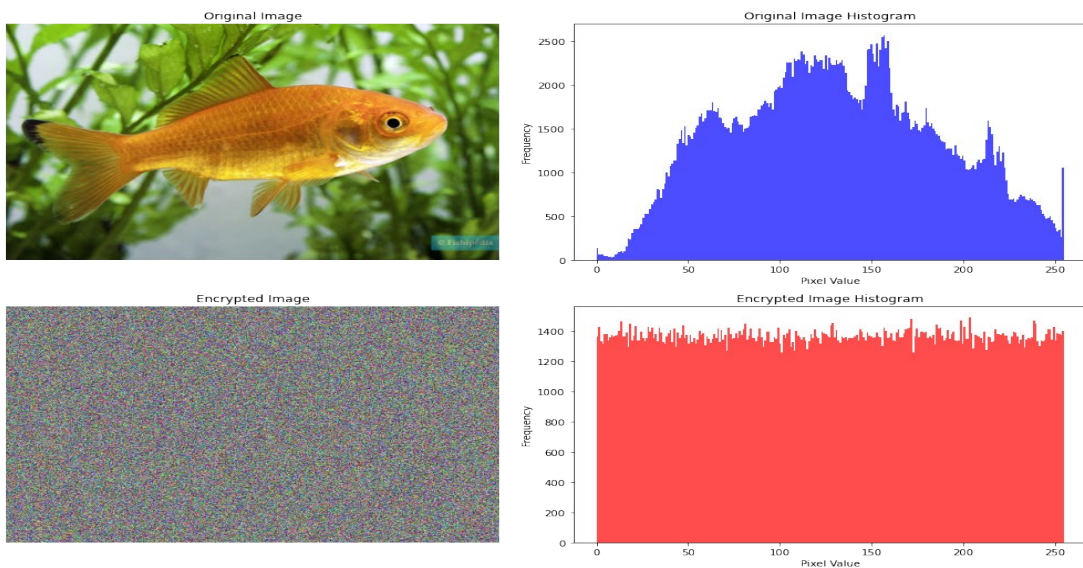 Original Image
© Fishipedia
Original Image Histogram
2500
2000
1500
1000
500
0
Frequency
0 50 100 150 200 250
Pixel Value
Encrypted Image
Encrypted Image Histogram
1400
1200
1000
800
600
400
200
0
Frequency
0 50 100 150 200 250
Pixel Value